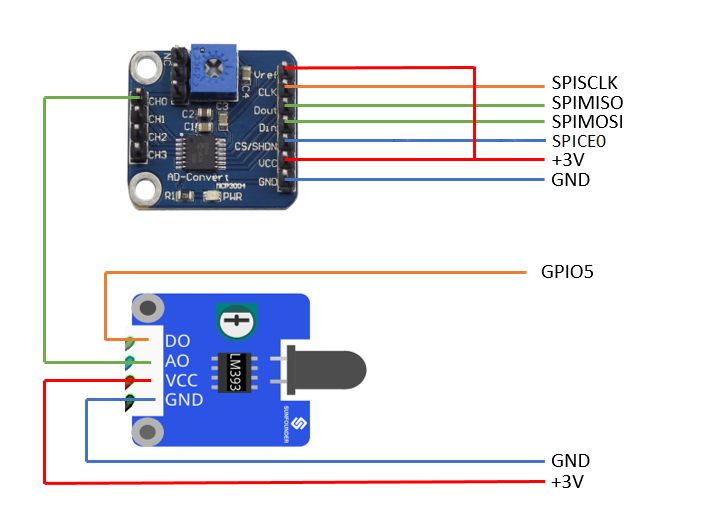 NC
Vref
CLK
C4
C3
Dout
C2
Din
C1
CS/SHDN
VCC
GND
CH0
CH1
CH2
CH3
AD-Convert
MCP3004
R1
PWR
SPISCLK
SPIMISO
SPIMOSI
SPICE0
+3V
GND
GPIO5
DO
AO
VCC
GND
LM393
SUNFOUNDER
GND
+3V